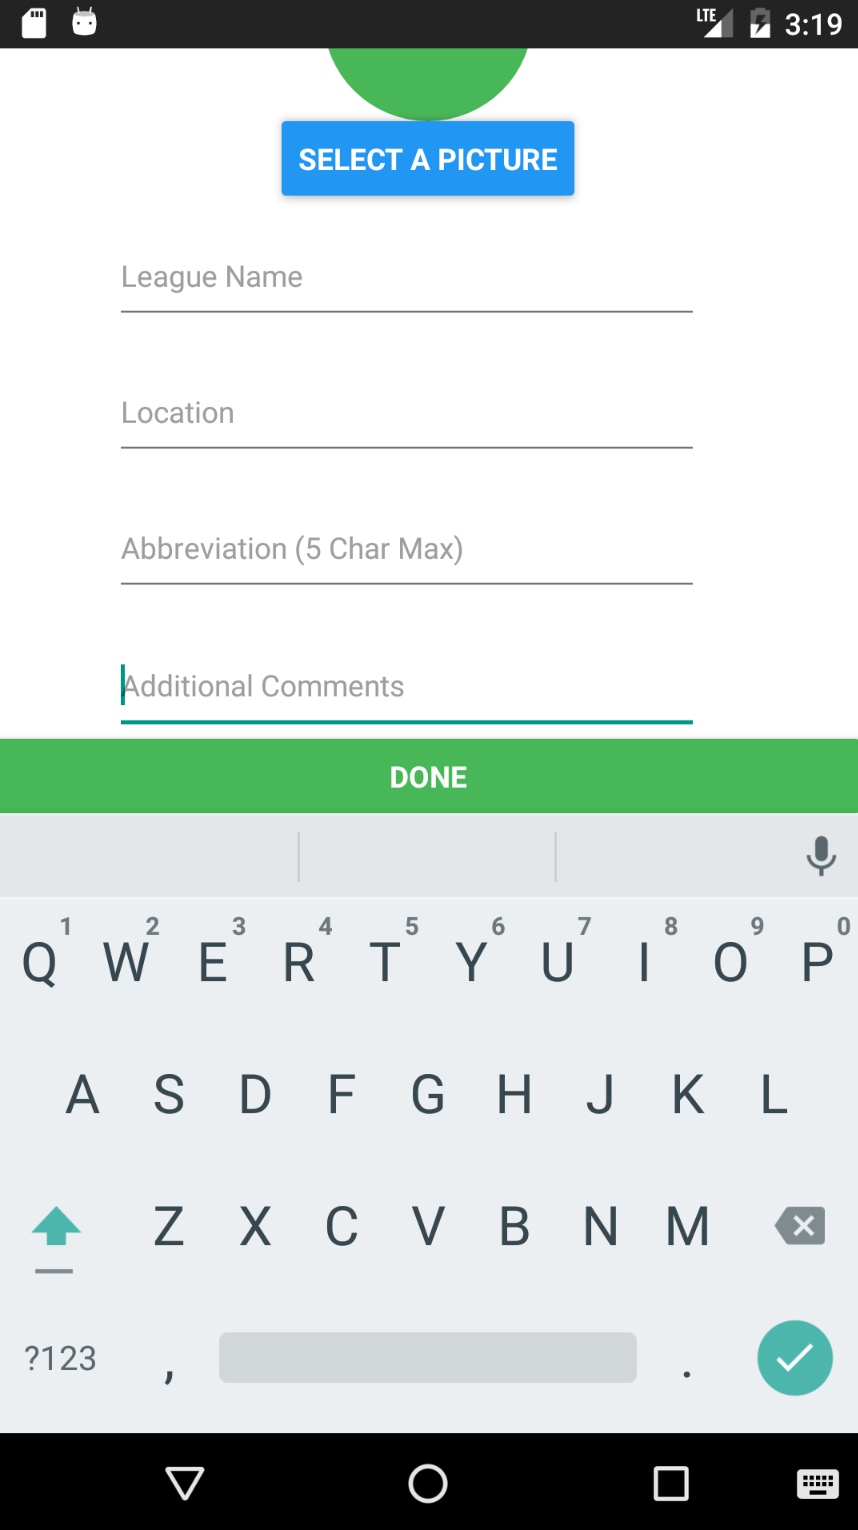 LTE 3:19
SELECT A PICTURE
League Name
Location
Abbreviation (5 Char Max)
Additional Comments
DONE
1 2 3 4 5 6 7 8 9 0
Q W E R T Y U I O P
A S D F G H J K L
Z X C V B N M
?123 , .